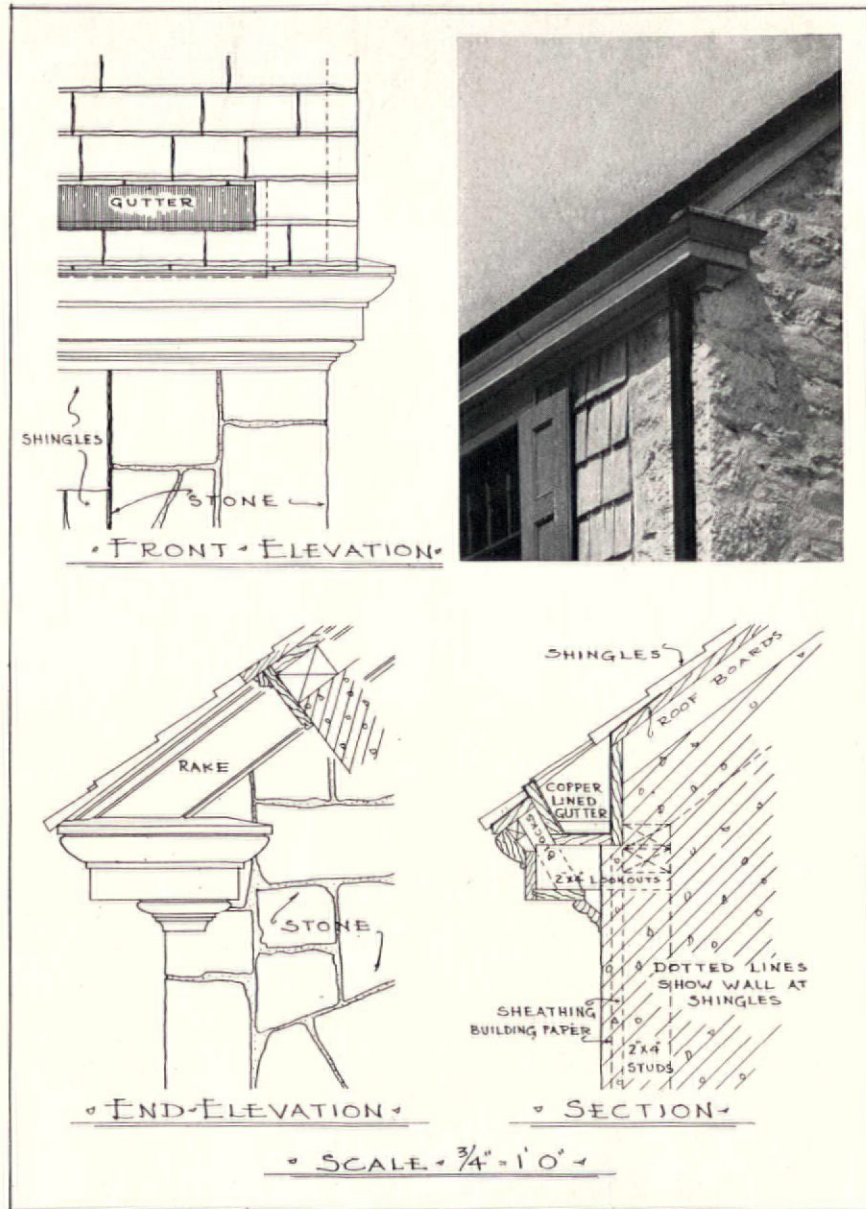 GUTTER
SHINGLES
STONE
· FRONT · ELEVATION ·
RAKE
STONE
· END · ELEVATION ·
SHINGLES
ROOF BOARDS
COPPER
LINED
GUTTER
BLOCKS
2"X4" LOOKOUTS
DOTTED LINES
SHOW WALL AT
SHINGLES
SHEATHING
BUILDING PAPER
2"X4"
STUDS
· SECTION ·
· SCALE · 3/4" = 1' 0" ·